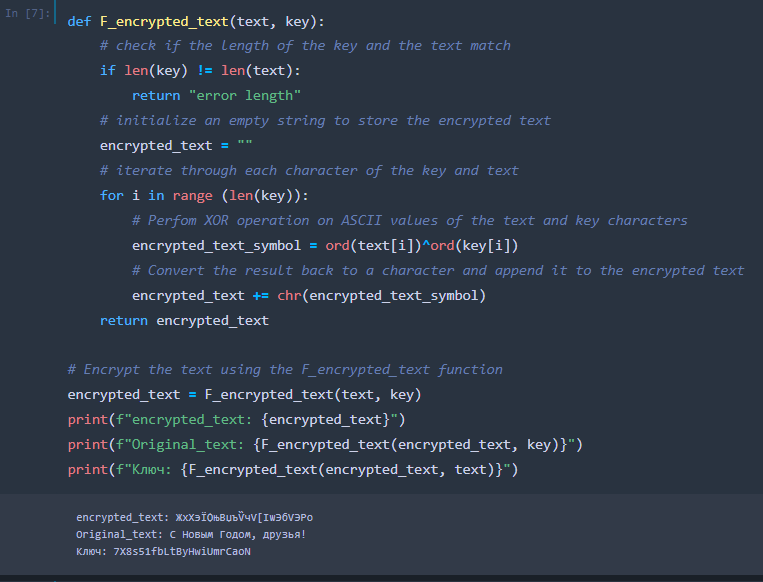 In [7]:
def F_encrypted_text(text, key):
# check if the length of the key and the text match
if len(key) != len(text):
return "error length"
# initialize an empty string to store the encrypted text
encrypted_text = ""
# iterate through each character of the key and text
for i in range (len(key)):
# Perfom XOR operation on ASCII values of the text and key characters
encrypted_text_symbol = ord(text[i])^ord(key[i])
# Convert the result back to a character and append it to the encrypted text
encrypted_text += chr(encrypted_text_symbol)
return encrypted_text
# Encrypt the text using the F_encrypted_text function
encrypted_text = F_encrypted_text(text, key)
print(f"encrypted_text: {encrypted_text}")
print(f"Original_text: {F_encrypted_text(encrypted_text, key)}")
print(f"Ключ: {F_encrypted_text(encrypted_text, text)}")
encrypted_text: ЖxХэЇѺњBџъѶчѴ[IѡЭбѴЭРo
Original_text: С Новым Годом, друзья!
Ключ: 7X8s51fbLtByHwiUmrCaoN